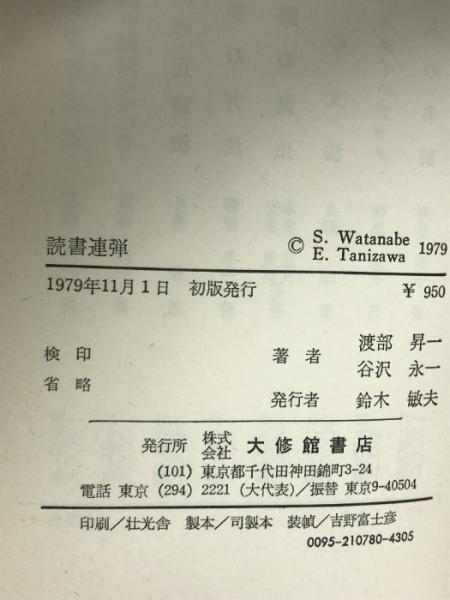 読書連弾
© S. Watanabe
E. Tanizawa 1979
1979年11月1日 初版発行 ¥ 950
検印
省略
著者 渡部 昇一
谷沢 永一
発行者 鈴木 敏夫
発行所 株式会社 大修館書店
(101) 東京都千代田神田錦町3-24
電話 東京 (294) 2221 (大代表)/振替 東京9-40504
印刷/壮光舎 製本/司製本 装幀/吉野富士彦
0095-210780-4305